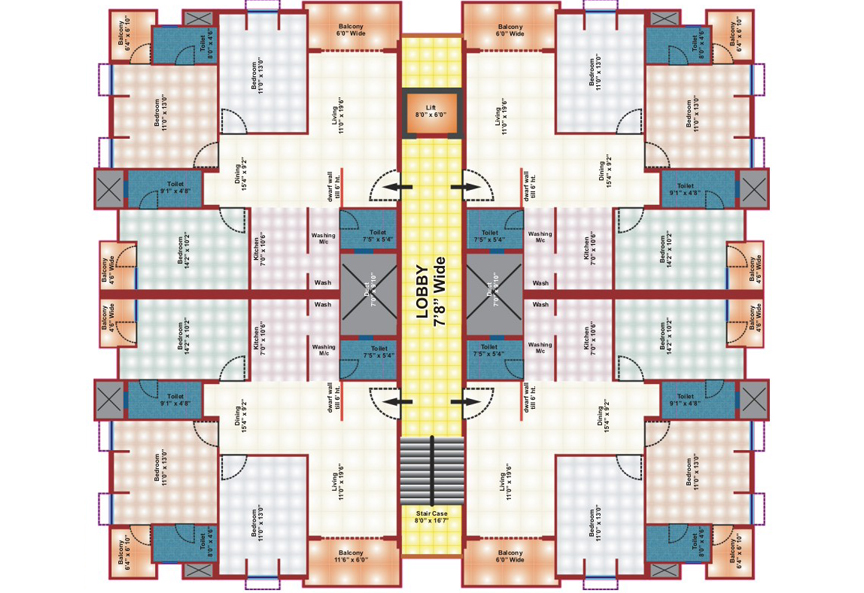 Balcony
6'4" x 6'10"
Toilet
8'0" x 4'6"
Bedroom
11'0" x 13'0"
Balcony
6'0" Wide
Balcony
6'0" Wide
Bedroom
11'0" x 13'0"
Toilet
8'0" x 4'6"
Balcony
6'4" x 6'10"
Bedroom
11'0" x 13'0"
Living
11'0" x 19'6"
Lift
8'0" x 6'0"
Living
11'0" x 19'6"
Bedroom
11'0" x 13'0"
Toilet
9'1" x 4'8"
Dining
15'4" x 9'2"
dwarf wall
till 6' ht.
dwarf wall
till 6' ht.
Dining
15'4" x 9'2"
Toilet
9'1" x 4'8"
Balcony
4'6" Wide
Bedroom
14'2" x 10'2"
Kitchen
7'0" x 10'6"
Washing
M/c
Toilet
7'5" x 5'4"
Toilet
7'5" x 5'4"
Washing
M/c
Kitchen
7'0" x 10'6"
Bedroom
14'2" x 10'2"
Balcony
4'6" Wide
Wash
LOBBY
7'8" Wide
Wash
Balcony
4'6" Wide
Bedroom
14'2" x 10'2"
Kitchen
7'0" x 10'6"
Wash
Washing
M/c
Toilet
7'5" x 5'4"
Toilet
7'5" x 5'4"
Wash
Washing
M/c
Kitchen
7'0" x 10'6"
Bedroom
14'2" x 10'2"
Balcony
4'6" Wide
Toilet
9'1" x 4'8"
Dining
15'4" x 9'2"
dwarf wall
till 6' ht.
dwarf wall
till 6' ht.
Dining
15'4" x 9'2"
Toilet
9'1" x 4'8"
Bedroom
11'0" x 13'0"
Living
11'0" x 19'6"
Living
11'0" x 19'6"
Bedroom
11'0" x 13'0"
Balcony
6'4" x 6'10"
Toilet
8'0" x 4'6"
Bedroom
11'0" x 13'0"
Stair Case
8'0" x 16'7"
Bedroom
11'0" x 13'0"
Toilet
8'0" x 4'6"
Balcony
6'4" x 6'10"
Balcony
11'6" x 6'0"
Balcony
6'0" Wide